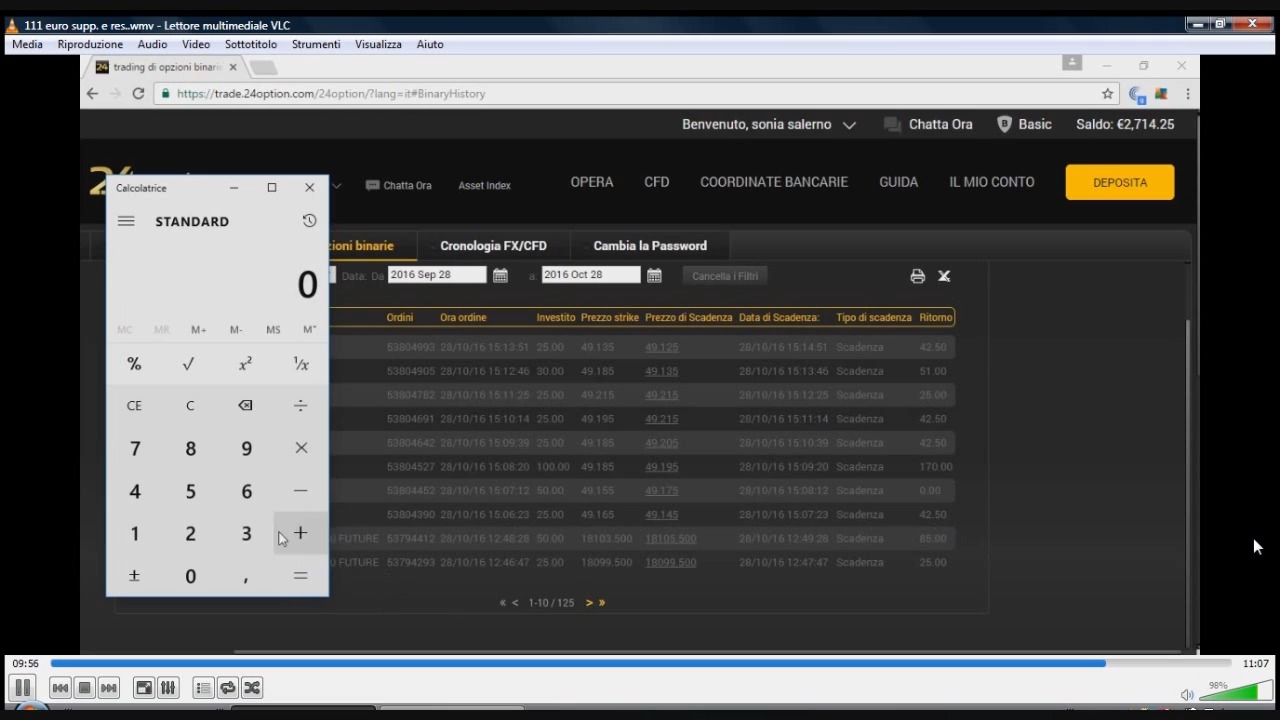 111 euro supp. e res..wmv - Lettore multimediale VLC
Media Riproduzione Audio Video Sottotitolo Strumenti Visualizza Aiuto
24 trading di opzioni binarie
https://trade.24option.com/24option/?lang=it#BinaryHistory
Benvenuto, sonia salerno Chatta Ora B Basic Saldo: €2,714.25
Chatta Ora Asset Index OPERA CFD COORDINATE BANCARIE GUIDA IL MIO CONTO DEPOSITA
Calcolatrice
STANDARD
0
MC MR M+ M- MS M˅
% √ x² ¹/x
CE C ÷
7 8 9 ×
4 5 6 −
1 2 3 +
± 0 , =
zioni binarie Cronologia FX/CFD Cambia la Password
Data: Da 2016 Sep 28 a: 2016 Oct 28 Cancella i Filtri
Ordini Ora ordine Investito Prezzo strike Prezzo di Scadenza Data di Scadenza: Tipo di scadenza Ritorno
53804993 28/10/16 15:13:51 25.00 49.135 49.125 28/10/16 15:14:51 Scadenza 42.50
53804905 28/10/16 15:12:46 30.00 49.185 49.135 28/10/16 15:13:46 Scadenza 51.00
53804782 28/10/16 15:11:25 25.00 49.215 49.215 28/10/16 15:12:25 Scadenza 25.00
53804691 28/10/16 15:10:14 25.00 49.195 49.215 28/10/16 15:11:14 Scadenza 42.50
53804642 28/10/16 15:09:39 25.00 49.185 49.205 28/10/16 15:10:39 Scadenza 42.50
53804527 28/10/16 15:08:20 100.00 49.185 49.195 28/10/16 15:09:20 Scadenza 170.00
53804452 28/10/16 15:07:12 50.00 49.155 49.175 28/10/16 15:08:12 Scadenza 0.00
53804390 28/10/16 15:06:23 25.00 49.165 49.145 28/10/16 15:07:23 Scadenza 42.50
FUTURE 53794412 28/10/16 12:48:28 50.00 18103.500 18105.500 28/10/16 12:49:28 Scadenza 85.00
FUTURE 53794293 28/10/16 12:46:47 25.00 18099.500 18099.500 28/10/16 12:47:47 Scadenza 25.00
« < 1-10 / 125 > »
09:56 11:07
98%